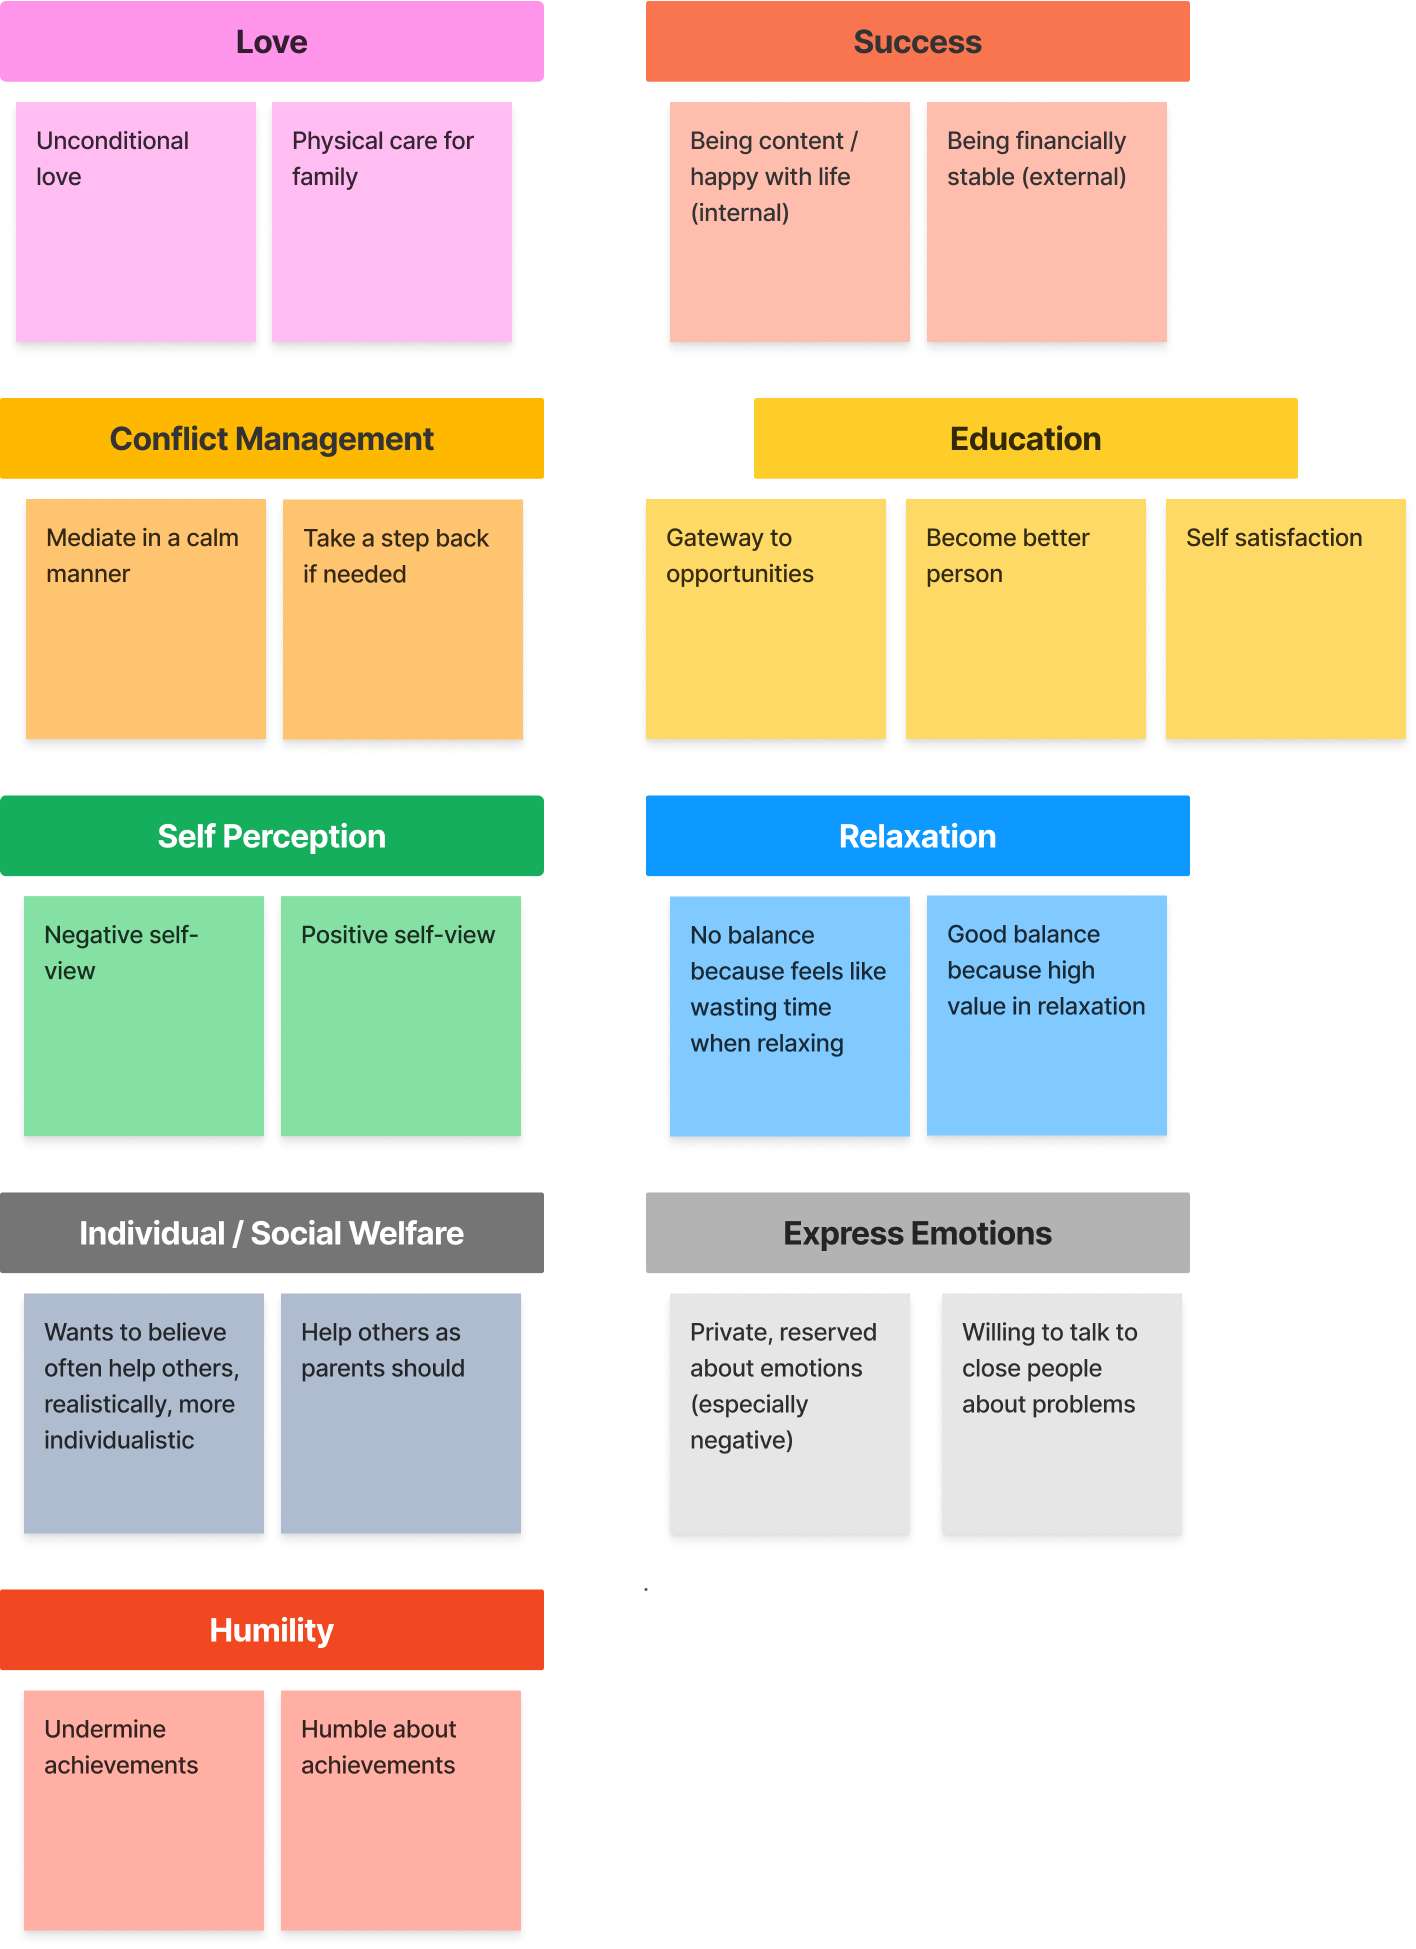 Love
Unconditional
love
Physical care for
family
Success
Being content /
happy with life
(internal)
Being financially
stable (external)
Conflict Management
Mediate in a calm
manner
Take a step back
if needed
Education
Gateway to
opportunities
Become better
person
Self satisfaction
Self Perception
Negative self-
view
Positive self-view
Relaxation
No balance
because feels like
wasting time
when relaxing
Good balance
because high
value in relaxation
Individual / Social Welfare
Wants to believe
often help others,
realistically, more
individualistic
Help others as
parents should
Express Emotions
Private, reserved
about emotions
(especially
negative)
Willing to talk to
close people
about problems
Humility
Undermine
achievements
Humble about
achievements
.